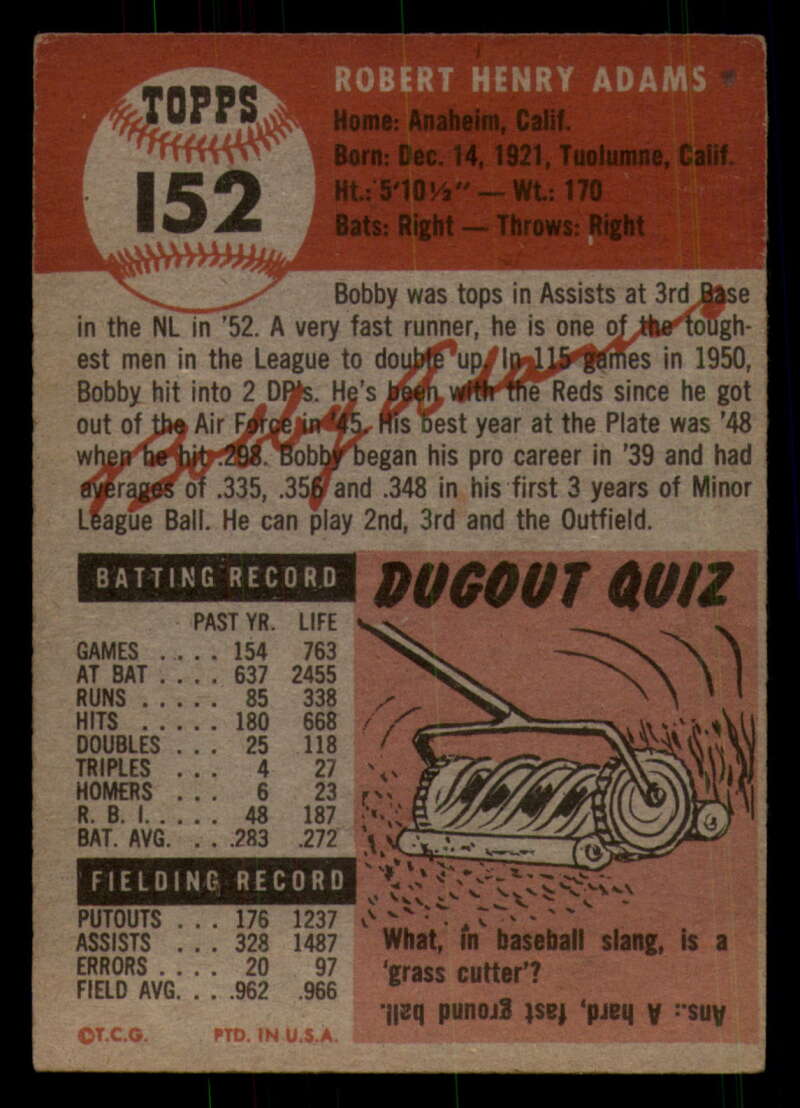 TOPPS
152
ROBERT HENRY ADAMS
Home: Anaheim, Calif.
Born: Dec. 14, 1921, Tuolumne, Calif.
Ht.: 5'10½" — Wt.: 170
Bats: Right — Throws: Right
Bobby was tops in Assists at 3rd Base
in the NL in '52. A very fast runner, he is one of the tough-
est men in the League to double up. In 115 games in 1950,
Bobby hit into 2 DP's. He's been with the Reds since he got
out of the Air Force in '45. His best year at the Plate was '48
when he hit .298. Bobby began his pro career in '39 and had
averages of .335, .356 and .348 in his first 3 years of Minor
League Ball. He can play 2nd, 3rd and the Outfield.
BATTING RECORD
PAST YR. LIFE
GAMES .... 154 763
AT BAT .... 637 2455
RUNS ..... 85 338
HITS ..... 180 668
DOUBLES ... 25 118
TRIPLES ... 4 27
HOMERS ... 6 23
R. B. I. .... 48 187
BAT. AVG. ...283 .272
FIELDING RECORD
PUTOUTS ... 176 1237
ASSISTS ... 328 1487
ERRORS .... 20 97
FIELD AVG. ...962 .966
©T.C.G. PTD. IN U.S.A.
DUGOUT QUIZ
What, in baseball slang, is a
'grass cutter'?
Ans.: A hard, fast ground ball.